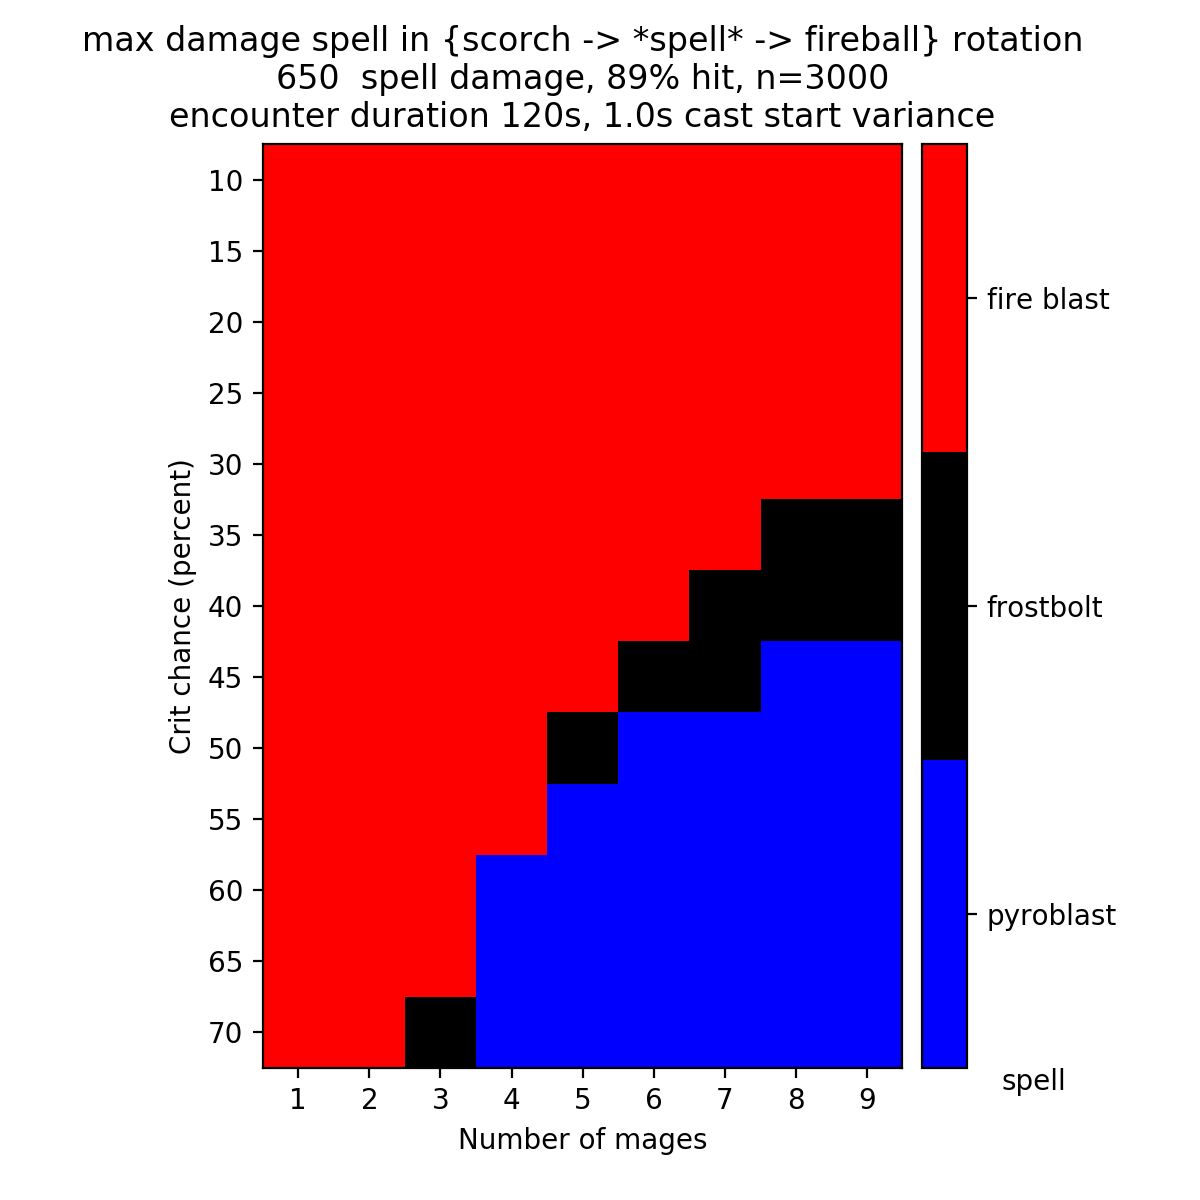 max damage spell in {scorch -> *spell* -> fireball} rotation
650  spell damage, 89% hit, n=3000
encounter duration 120s, 1.0s cast start variance
10
15
20
25
30
35
40
45
50
55
60
65
70
Crit chance (percent)
1 2 3 4 5 6 7 8 9
Number of mages
fire blast
frostbolt
pyroblast
spell